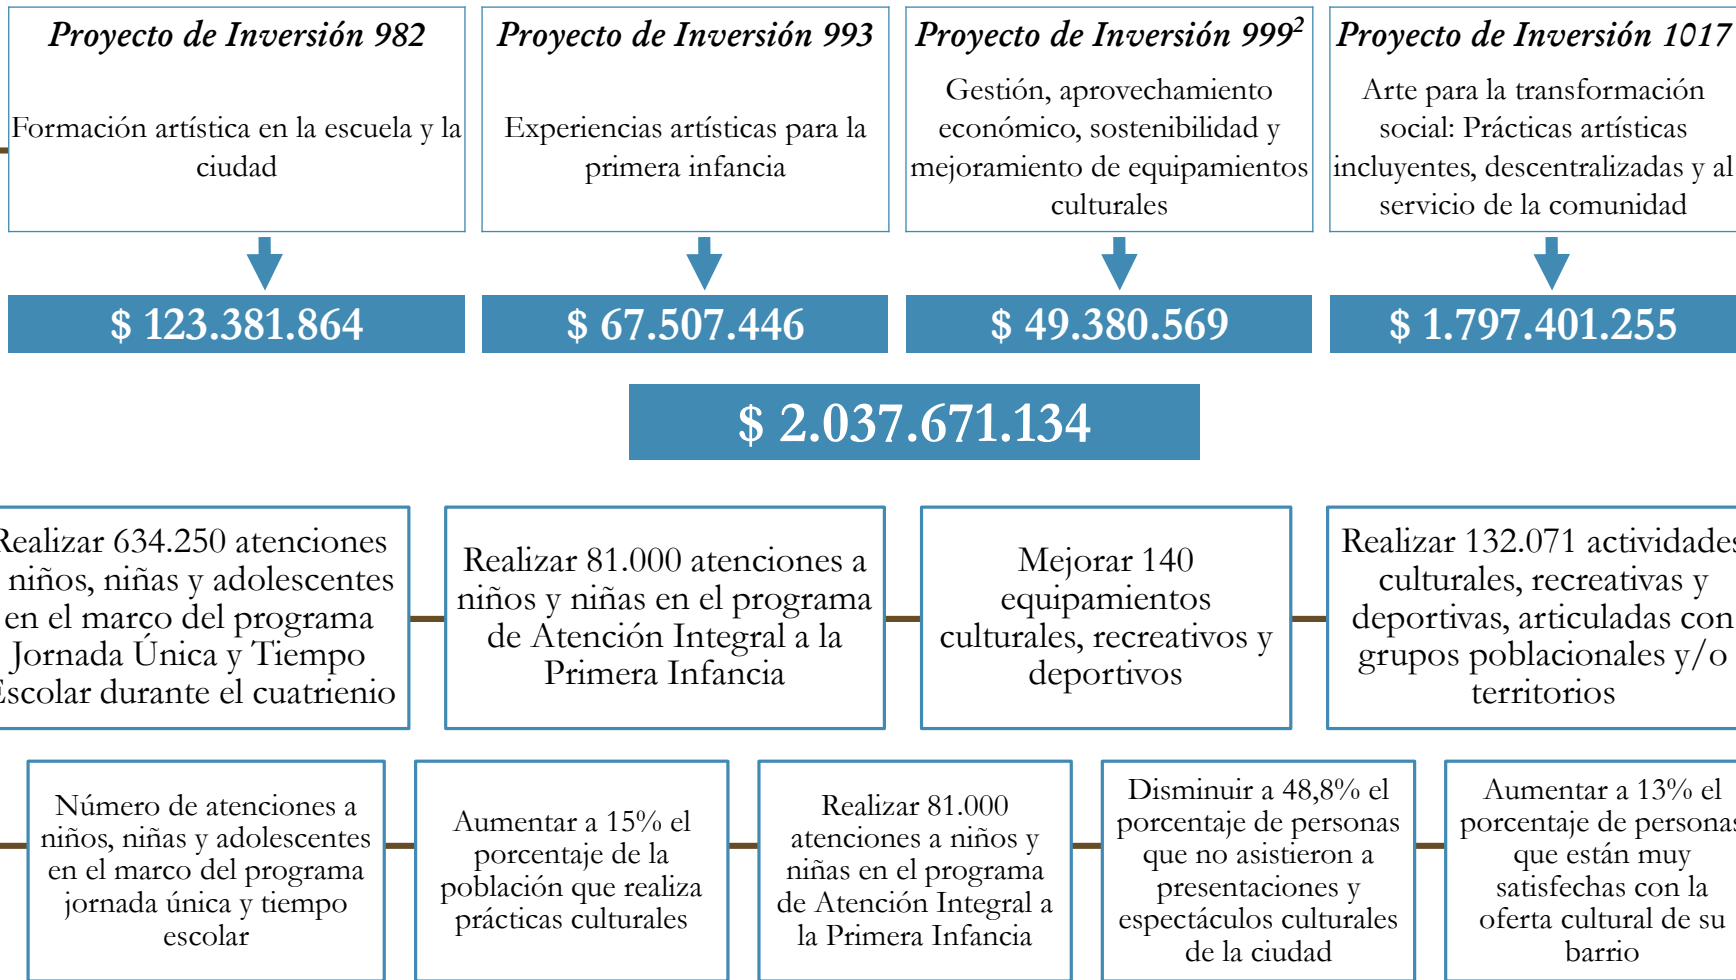 Proyecto de Inversión 982
Formación artística en la escuela y la
ciudad
Proyecto de Inversión 993
Experiencias artísticas para la
primera infancia
Proyecto de Inversión 999²
Gestión, aprovechamiento
económico, sostenibilidad y
mejoramiento de equipamientos
culturales
Proyecto de Inversión 1017
Arte para la transformación
social: Prácticas artísticas
incluyentes, descentralizadas y al
servicio de la comunidad
$ 123.381.864
$ 67.507.446
$ 49.380.569
$ 1.797.401.255
$ 2.037.671.134
Realizar 634.250 atenciones
niños, niñas y adolescentes
en el marco del programa
Jornada Única y Tiempo
Escolar durante el cuatrienio
Realizar 81.000 atenciones a
niños y niñas en el programa
de Atención Integral a la
Primera Infancia
Mejorar 140
equipamientos
culturales, recreativos y
deportivos
Realizar 132.071 actividades
culturales, recreativas y
deportivas, articuladas con
grupos poblacionales y/o
territorios
Número de atenciones a
niños, niñas y adolescentes
en el marco del programa
jornada única y tiempo
escolar
Aumentar a 15% el
porcentaje de la
población que realiza
prácticas culturales
Realizar 81.000
atenciones a niños y
niñas en el programa
de Atención Integral a
la Primera Infancia
Disminuir a 48,8% el
porcentaje de personas
que no asistieron a
presentaciones y
espectáculos culturales
de la ciudad
Aumentar a 13% el
porcentaje de personas
que están muy
satisfechas con la
oferta cultural de su
barrio